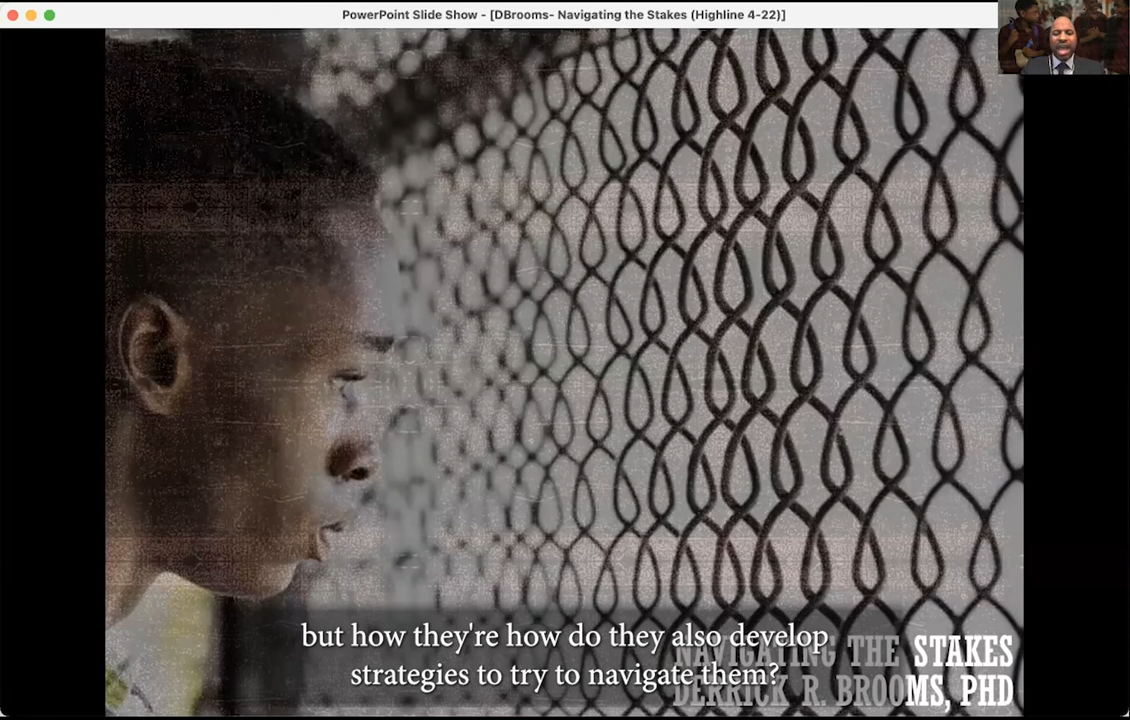 PowerPoint Slide Show - [DBrooms- Navigating the Stakes (Highline 4-22)]
but how they're how do they also develop
strategies to try to navigate them?
NAVIGATING THE STAKES
DERRICK R. BROOMS, PHD